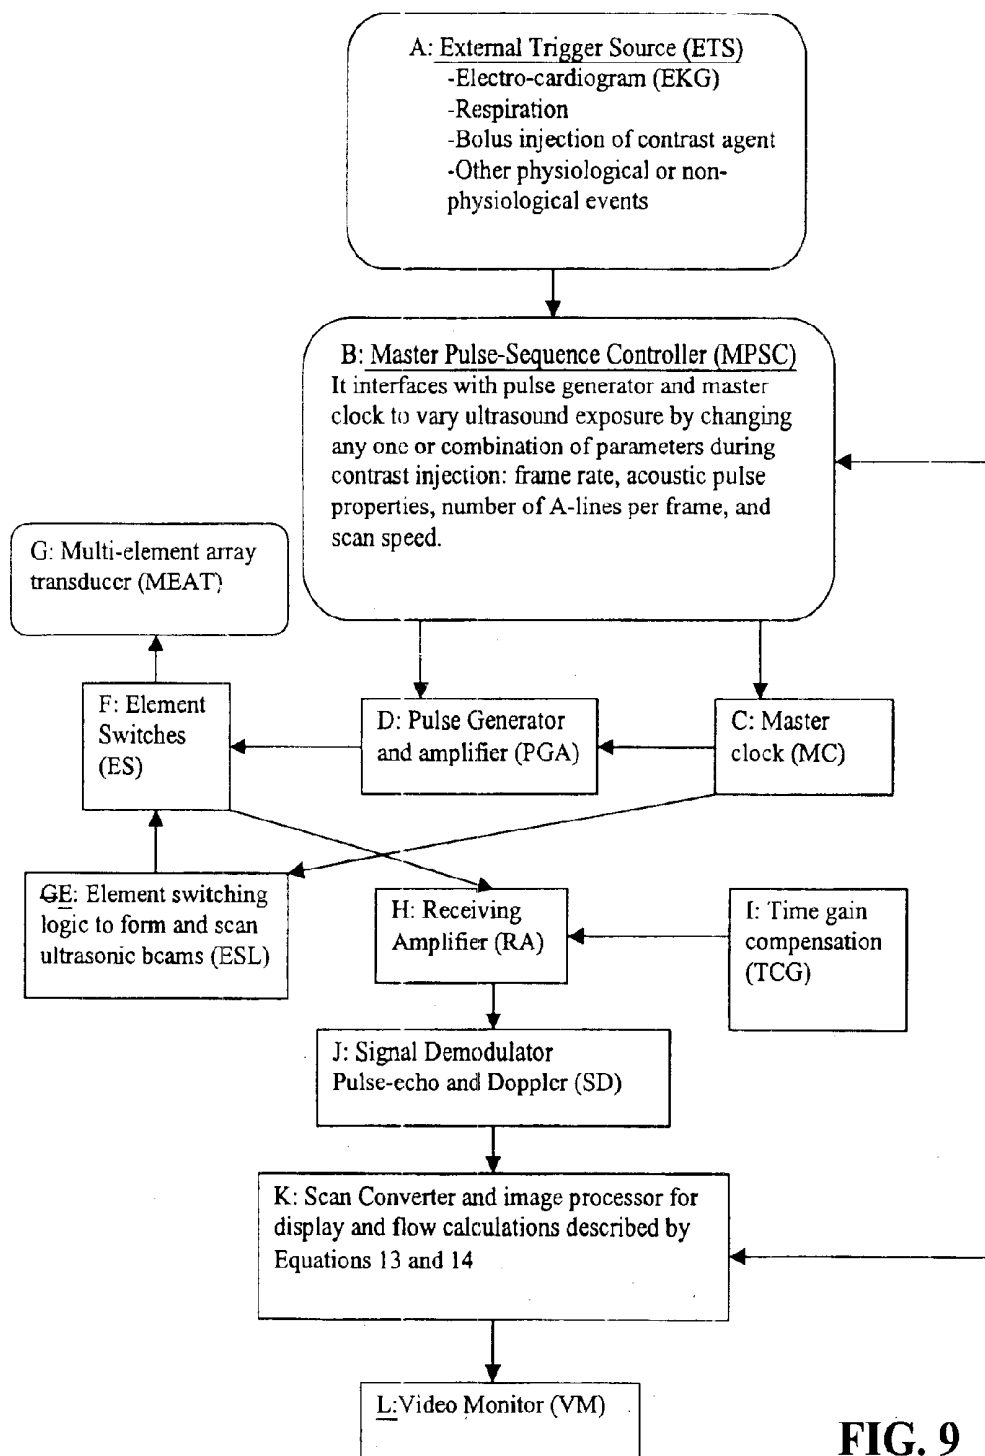 A: External Trigger Source (ETS)
-Electro-cardiogram (EKG)
-Respiration
-Bolus injection of contrast agent
-Other physiological or non-
physiological events
B: Master Pulse-Sequence Controller (MPSC)
It interfaces with pulse generator and master
clock to vary ultrasound exposure by changing
any one or combination of parameters during
contrast injection: frame rate, acoustic pulse
properties, number of A-lines per frame, and
scan speed.
G: Multi-element array
transducer (MEAT)
F: Element
Switches
(ES)
D: Pulse Generator
and amplifier (PGA)
C: Master
clock (MC)
GE: Element switching
logic to form and scan
ultrasonic beams (ESL)
H: Receiving
Amplifier (RA)
I: Time gain
compensation
(TCG)
J: Signal Demodulator
Pulse-echo and Doppler (SD)
K: Scan Converter and image processor for
display and flow calculations described by
Equations 13 and 14
L:Video Monitor (VM)
FIG. 9